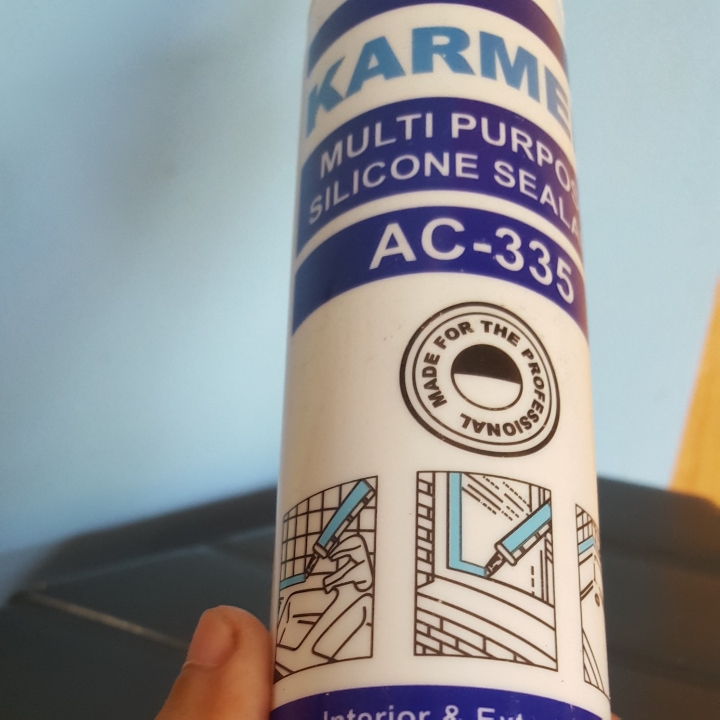 KARME
MULTI PURPO
SILICONE SEALA
AC-335
MADE FOR THE PROFESSIONAL
Interior & Ext